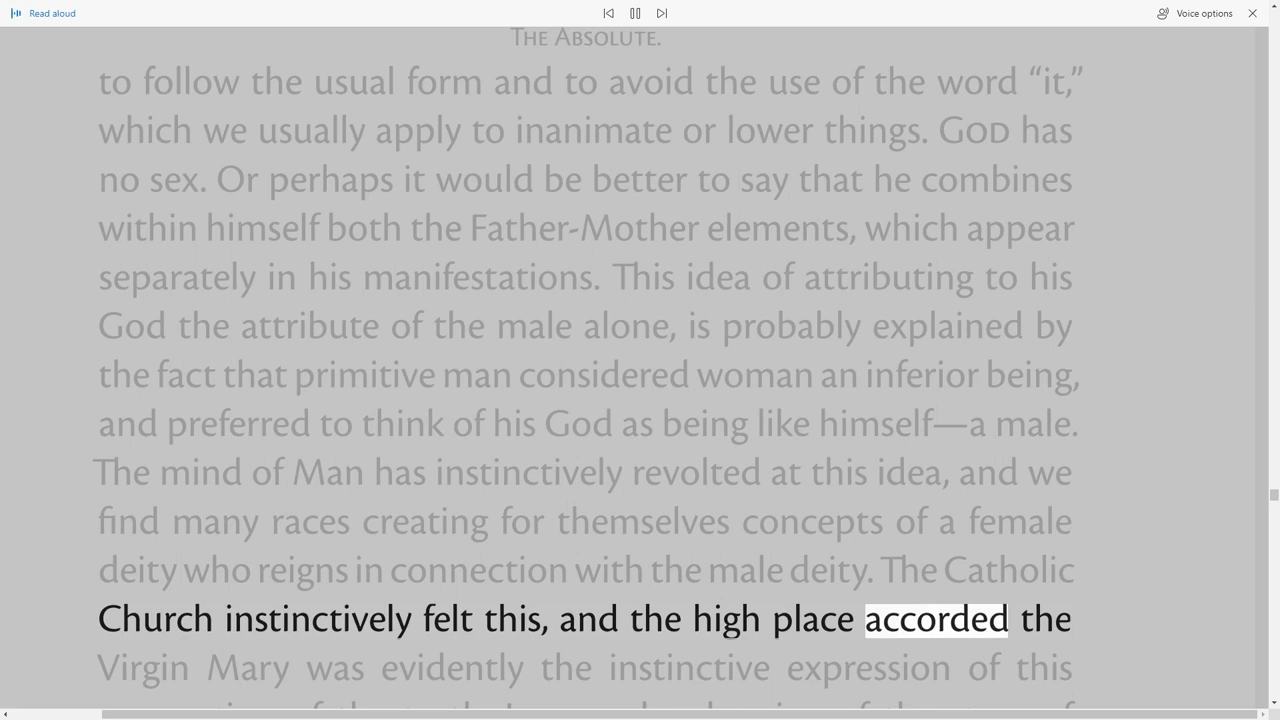 Read aloud
Voice options
THE ABSOLUTE.
to follow the usual form and to avoid the use of the word “it,”
which we usually apply to inanimate or lower things. GOD has
no sex. Or perhaps it would be better to say that he combines
within himself both the Father-Mother elements, which appear
separately in his manifestations. This idea of attributing to his
God the attribute of the male alone, is probably explained by
the fact that primitive man considered woman an inferior being,
and preferred to think of his God as being like himself—a male.
The mind of Man has instinctively revolted at this idea, and we
find many races creating for themselves concepts of a female
deity who reigns in connection with the male deity. The Catholic
Church instinctively felt this, and the high place accorded the
Virgin Mary was evidently the instinctive expression of this